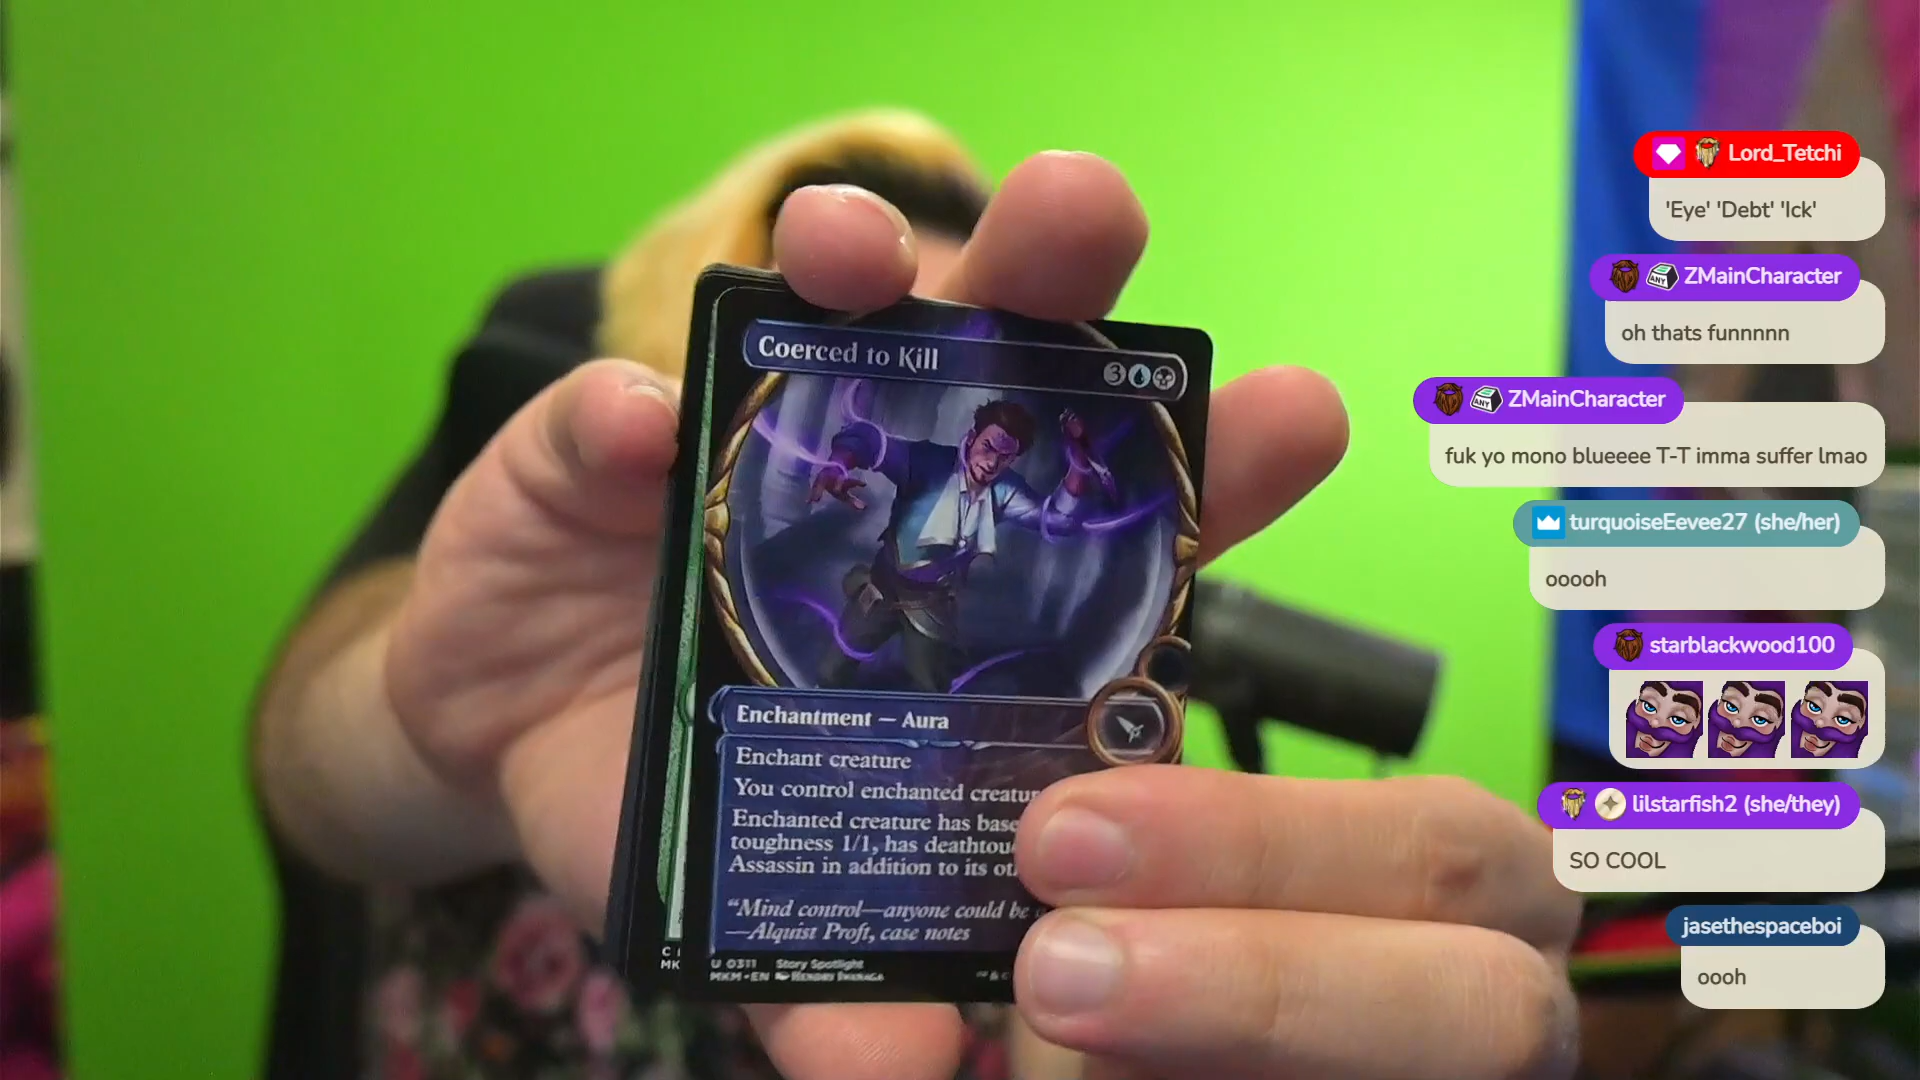 Coerced to Kill
3
Enchantment — Aura
Enchant creature
You control enchanted
Enchanted creature has base
toughness 1/1, has
Assassin in addition to its
“Mind control—anyone could be
—Alquist Proft, case notes
U 0311 Story Spotlight
MKM • EN
C
MK
Lord_Tetchi
'Eye' 'Debt' 'Ick'
ANY ZMainCharacter
oh thats funnnnn
ANY ZMainCharacter
fuk yo mono blueeee T-T imma suffer lmao
turquoiseEevee27 (she/her)
ooooh
starblackwood100
lilstarfish2 (she/they)
SO COOL
jasethespaceboi
oooh